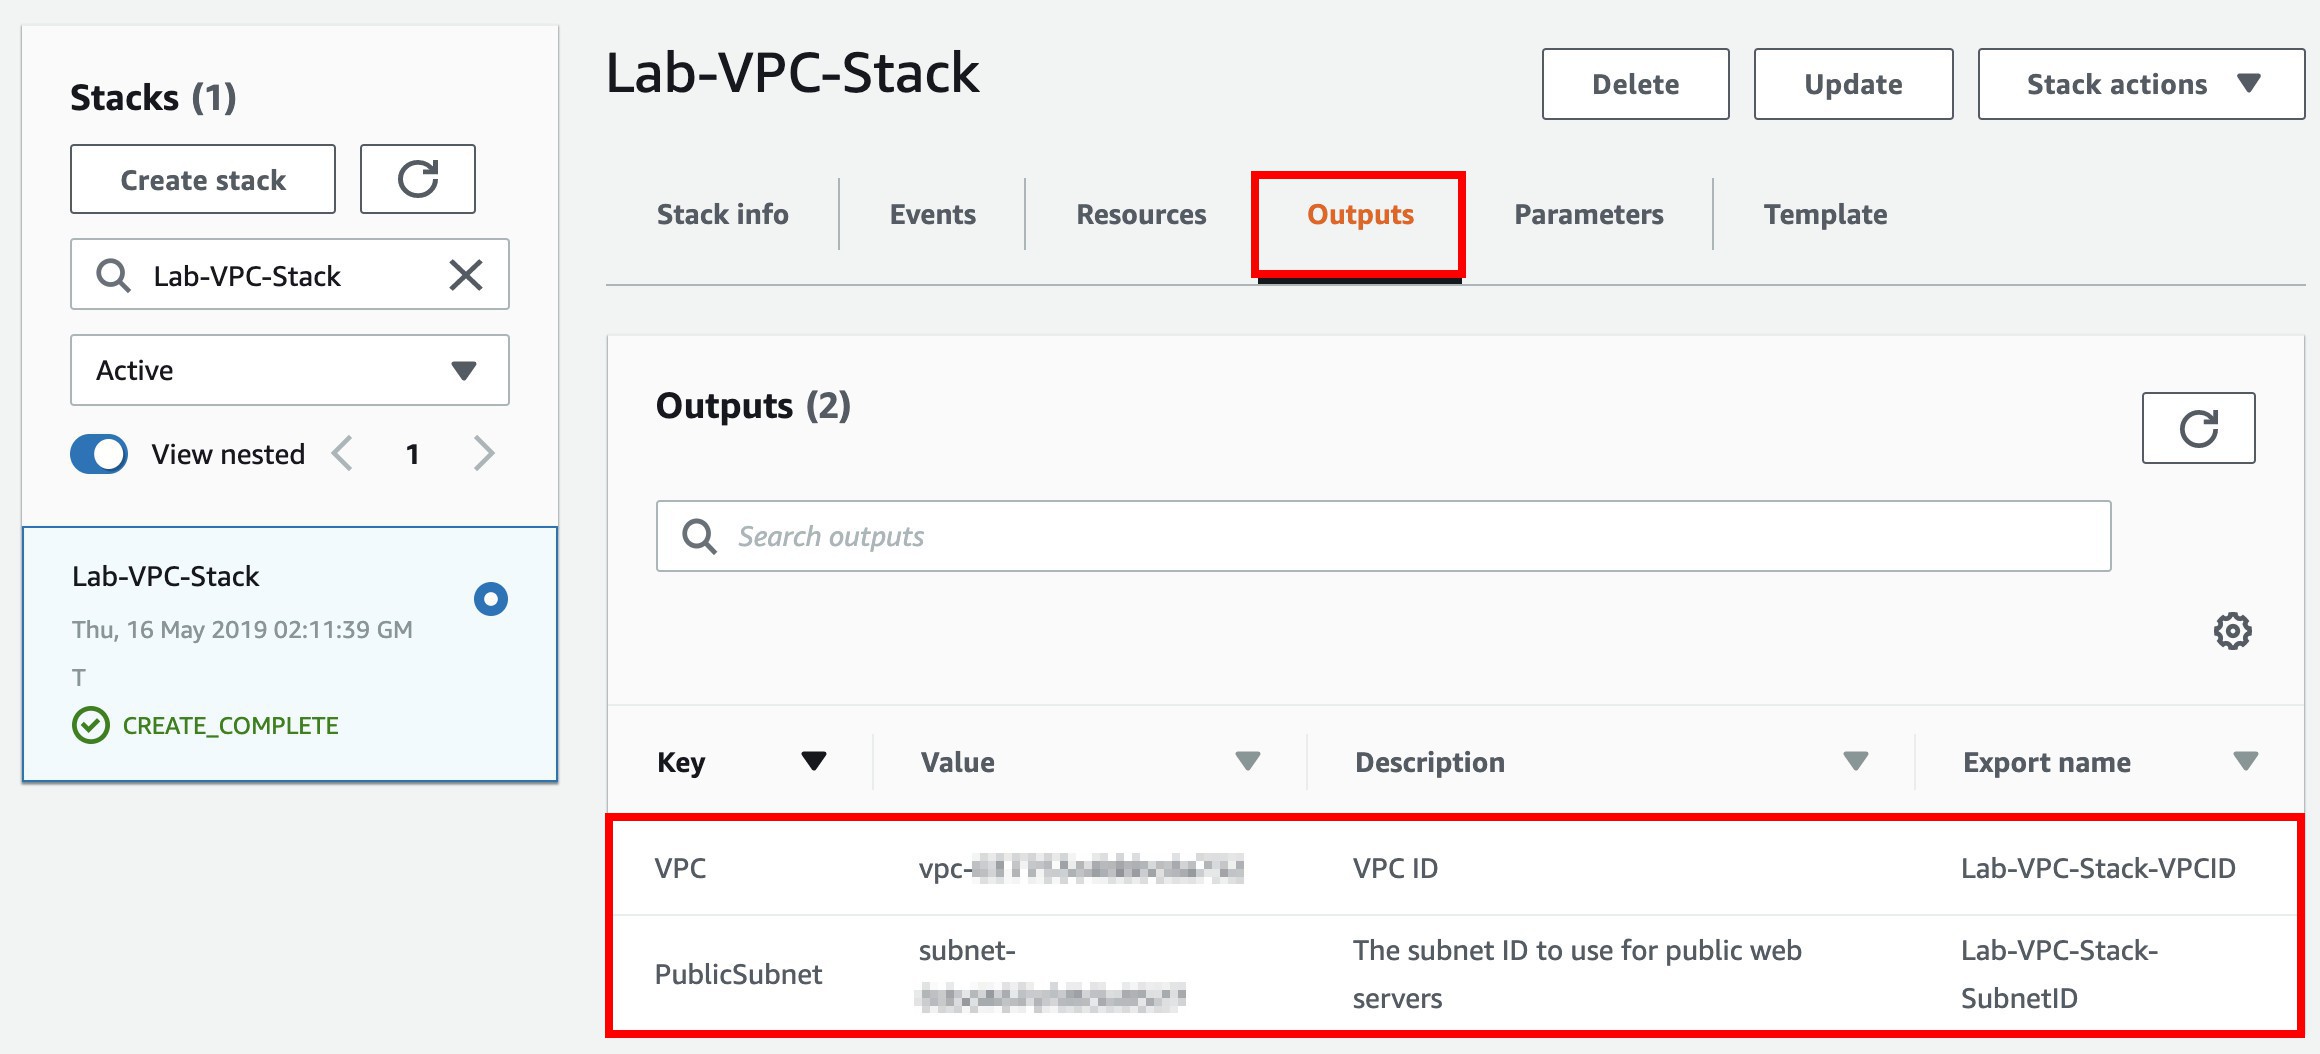 Stacks (1)
Create stack
Lab-VPC-Stack
Active
View nested 1
Lab-VPC-Stack
Thu, 16 May 2019 02:11:39 GM
T
CREATE_COMPLETE
Lab-VPC-Stack
Delete Update Stack actions
Stack info Events Resources Outputs Parameters Template
Outputs (2)
Search outputs
Key Value Description Export name
VPC vpc- VPC ID Lab-VPC-Stack-VPCID
PublicSubnet subnet- The subnet ID to use for public web Lab-VPC-Stack-
servers SubnetID